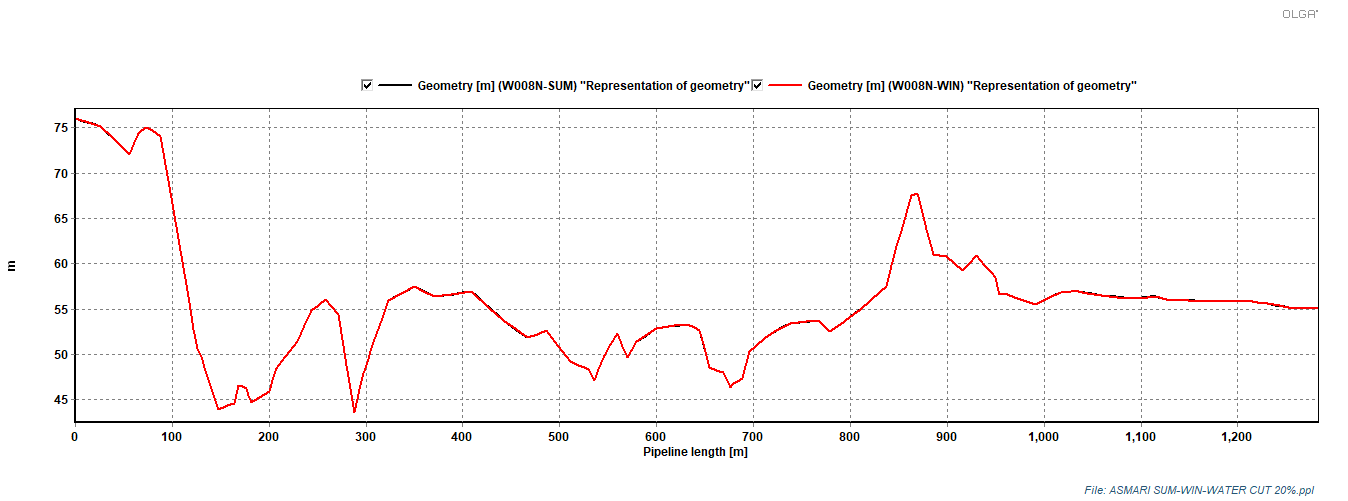 OLGA
Geometry [m] (W008N-SUM) "Representation of geometry" Geometry [m] (W008N-WIN) "Representation of geometry"
75
70
65
60
55
50
45
m
0 100 200 300 400 500 600 700 800 900 1,000 1,100 1,200
Pipeline length [m]
File: ASMARI SUM-WIN-WATER CUT 20%.ppl